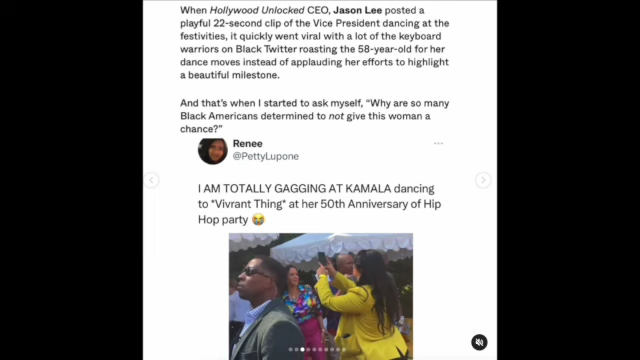 When Hollywood Unlocked CEO, Jason Lee posted a
playful 22-second clip of the Vice President dancing at the
festivities, it quickly went viral with a lot of the keyboard
warriors on Black Twitter roasting the 58-year-old for her
dance moves instead of applauding her efforts to highlight
a beautiful milestone.
And that's when I started to ask myself, "Why are so many
Black Americans determined to not give this woman a
chance?"
Renee
@PettyLupone
I AM TOTALLY GAGGING AT KAMALA dancing
to *Vivrant Thing* at her 50th Anniversary of Hip
Hop party 😭